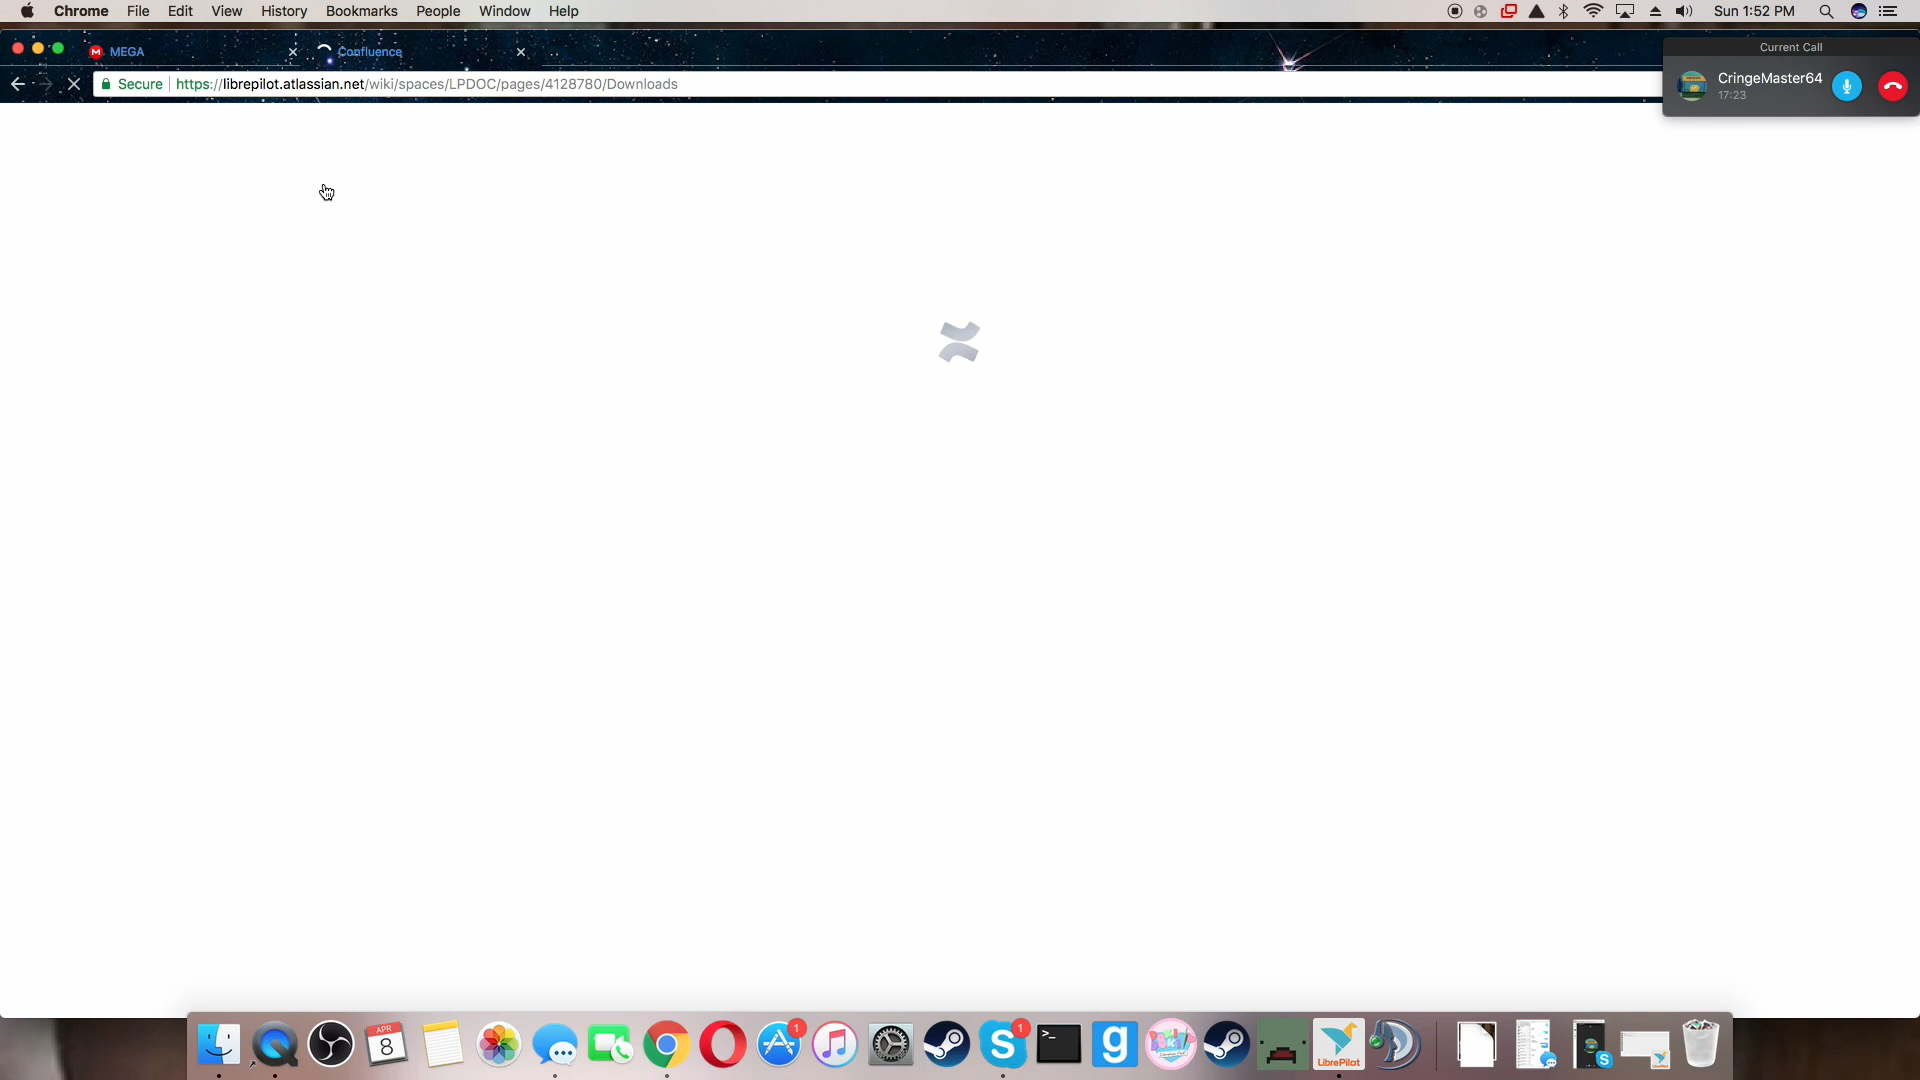 Chrome File Edit View History Bookmarks People Window Help Sun 1:52 PM
MEGA Confluence
Current Call
Secure https://librepilot.atlassian.net/wiki/spaces/LPDOC/pages/4128780/Downloads
CringeMaster64
17:23
APR
8
1
1
S
g
LibrePilot
S